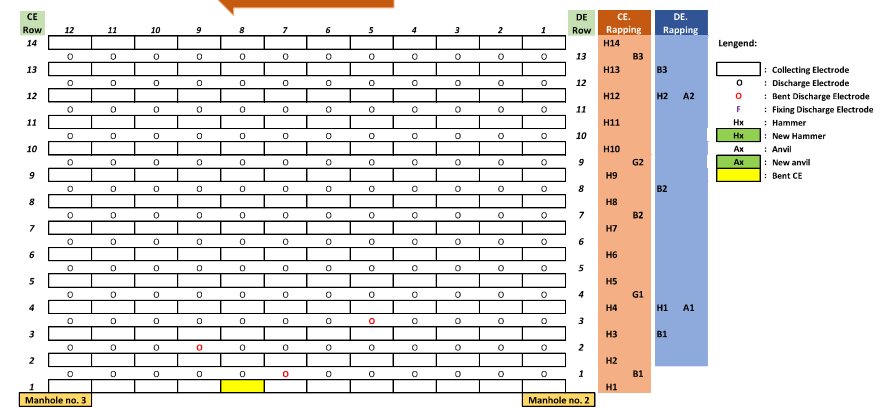 CE DE CE. DE.
Row 12 11 10 9 8 7 6 5 4 3 2 1 Row Rapping Rapping
14 H14 Lengend:
O O O O O O O O O O O O 13 B3
13 H13 B3 : Collecting Electrode
O O O O O O O O O O O O 12 O : Discharge Electrode
12 H12 H2 A2 O : Bent Discharge Electrode
O O O O O O O O O O O O 11 F : Fixing Discharge Electrode
11 H11 Hx : Hammer
O O O O O O O O O O O O 10 Hx : New Hammer
10 H10 Ax : Anvil
O O O O O O O O O O O O 9 G2 Ax : New anvil
9 H9 : Bent CE
O O O O O O O O O O O O 8 B2
8 H8
O O O O O O O O O O O O 7 B2
7 H7
O O O O O O O O O O O O 6
6 H6
O O O O O O O O O O O O 5
5 H5
O O O O O O O O O O O O 4 G1
4 H4 H1 A1
O O O O O O O O O O O O 3
3 H3 B1
O O O O O O O O O O O O 2
2 H2
O O O O O O O O O O O O 1 B1
1 H1
Manhole no. 3 Manhole no. 2